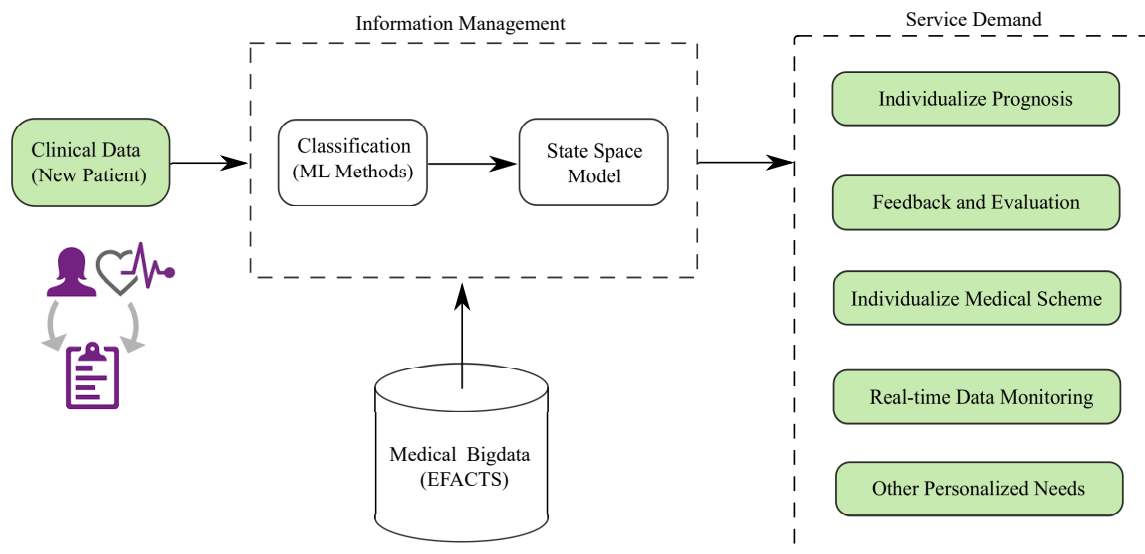 Information Management
Service Demand
Clinical Data
(New Patient)
Classification
(ML Methods)
State Space
Model
Medical Bigdata
(EFACTS)
Individualize Prognosis
Feedback and Evaluation
Individualize Medical Scheme
Real-time Data Monitoring
Other Personalized Needs